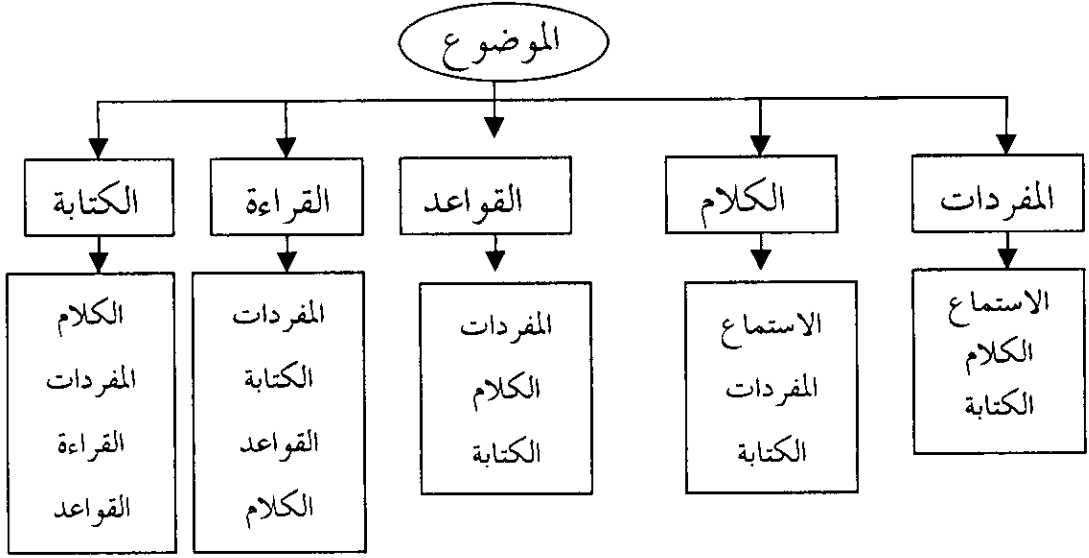 الموضوع
المفردات
الكلام
القواعد
القراءة
الكتابة
الاستماع
الكلام
الكتابة
الاستماع
المفردات
الكتابة
المفردات
الكلام
الكتابة
المفردات
الكتابة
القواعد
الكلام
الكلام
المفردات
القراءة
القواعد